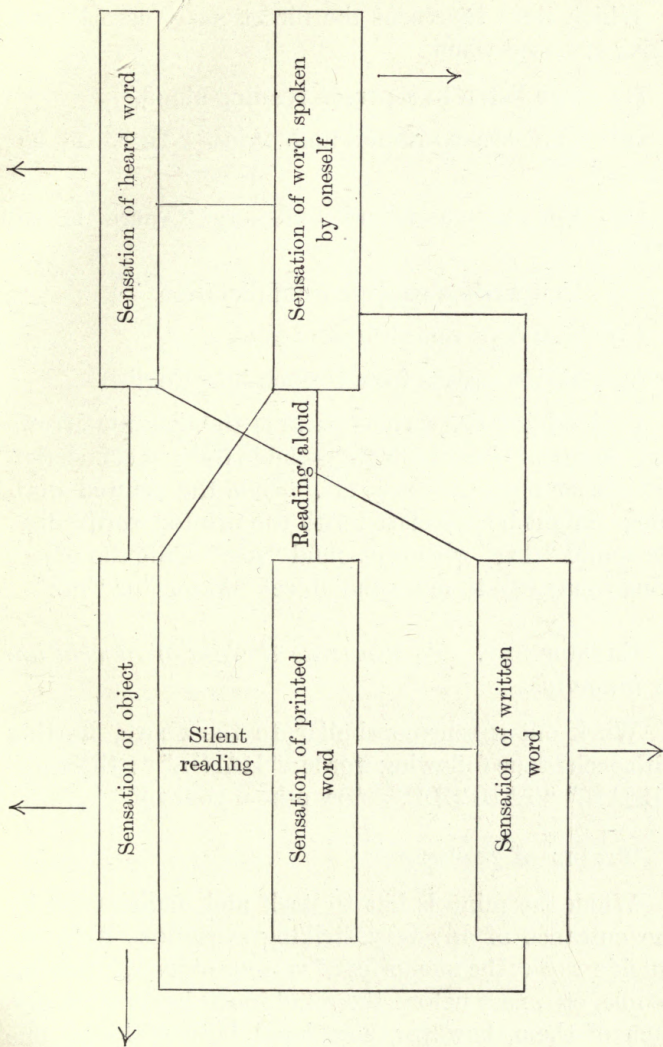 Sensation of object
Sensation of heard word
Silent
reading
Sensation of printed
word
Reading aloud
Sensation of word spoken
by oneself
Sensation of written
word